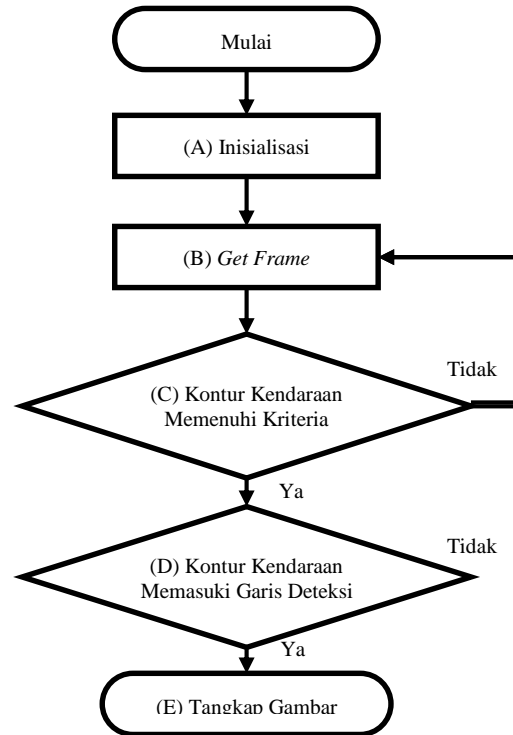 Mulai
(A) Inisialisasi
(B) Get Frame
Tidak
(C) Kontur Kendaraan
Memenuhi Kriteria
Ya
Tidak
(D) Kontur Kendaraan
Memasuki Garis Deteksi
Ya
(E) Tangkap Gambar